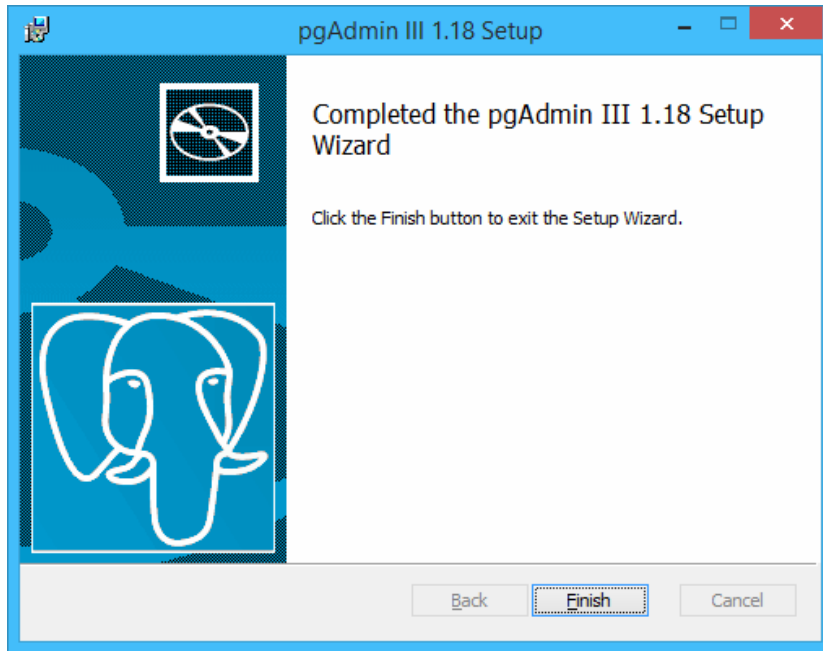 pgAdmin III 1.18 Setup
Completed the pgAdmin III 1.18 Setup
Wizard
Click the Finish button to exit the Setup Wizard.
Back Finish Cancel